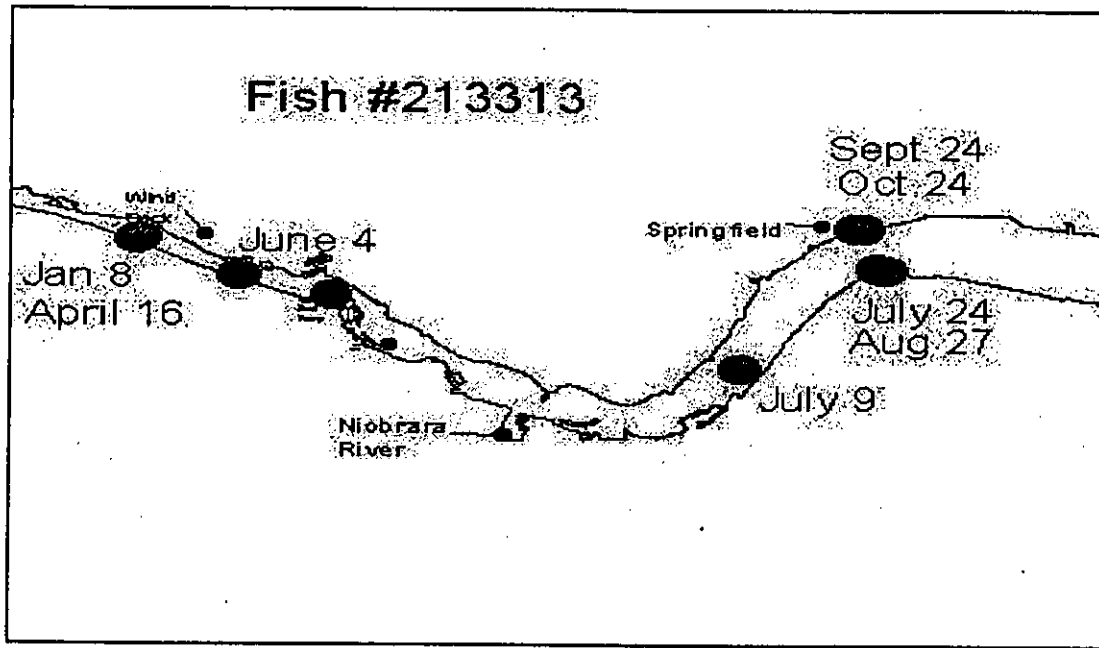 Fish #213313
Sept 24
Oct 24
Wind
Springfield
June 4
Jan 8
April 16
July 24
Aug 27
July 9
Niobrara
River